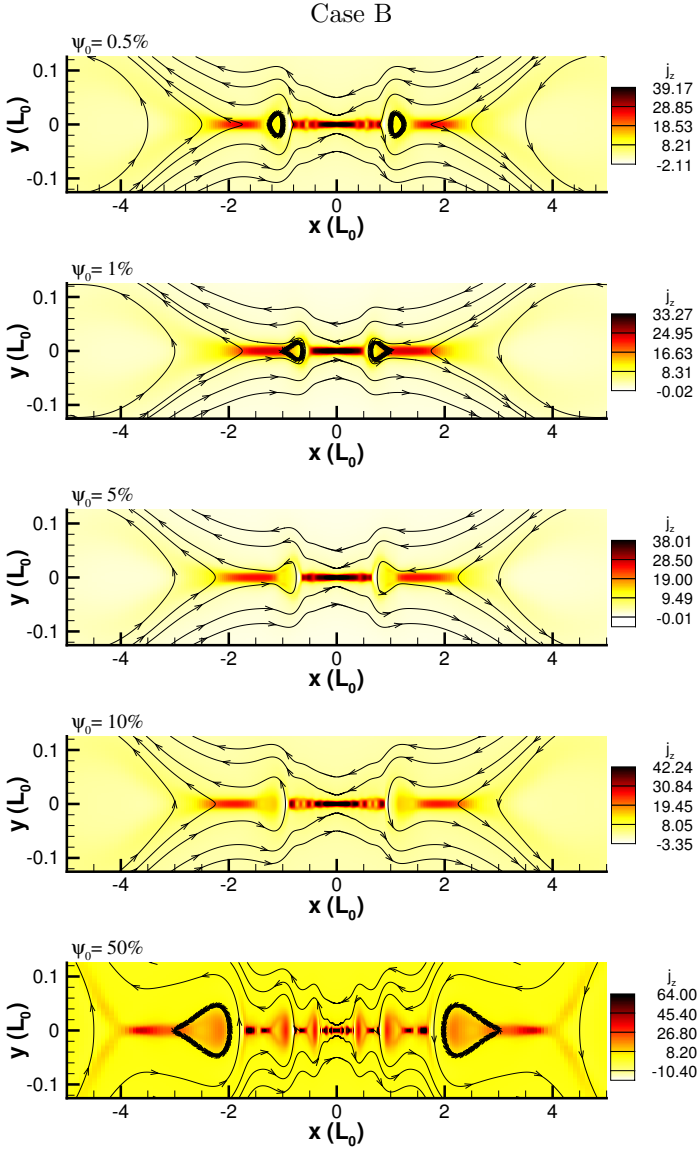 Case B
ψ₀= 0.5%
y (L₀)
0.1
0
-0.1
-4 -2 0 2 4
x (L₀)
j_z
39.17
28.85
18.53
8.21
-2.11
ψ₀= 1%
y (L₀)
0.1
0
-0.1
-4 -2 0 2 4
x (L₀)
j_z
33.27
24.95
16.63
8.31
-0.02
ψ₀= 5%
y (L₀)
0.1
0
-0.1
-4 -2 0 2 4
x (L₀)
j_z
38.01
28.50
19.00
9.49
-0.01
ψ₀= 10%
y (L₀)
0.1
0
-0.1
-4 -2 0 2 4
x (L₀)
j_z
42.24
30.84
19.45
8.05
-3.35
ψ₀= 50%
y (L₀)
0.1
0
-0.1
-4 -2 0 2 4
x (L₀)
j_z
64.00
45.40
26.80
8.20
-10.40